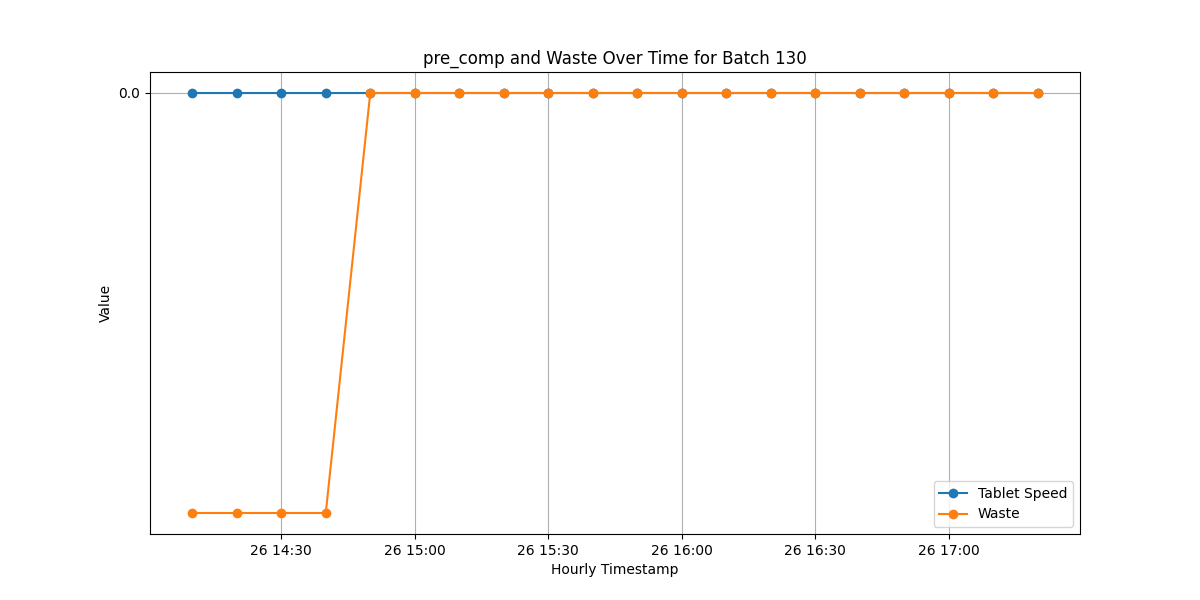 pre_comp and Waste Over Time for Batch 130
0.0
Value
Tablet Speed
Waste
26 14:30 26 15:00 26 15:30 26 16:00 26 16:30 26 17:00
Hourly Timestamp